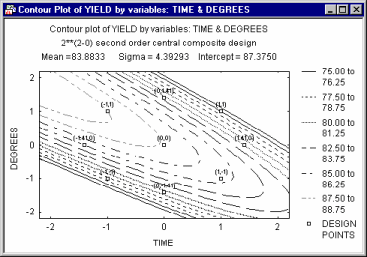 Contour Plot of YIELD by variables: TIME & DEGREES
Contour Plot of YIELD by variables: TIME & DEGREES
2**(2-0) second order central composite design
Mean =83.8833 Sigma = 4.39293 Intercept = 87.3750
2
1
0
-1
-2
DEGREES
-2
-1
0
1
2
TIME
(0,1.41)
(-1,1)
(1,1)
(-1.41,0)
(0,0)
(1.41,0)
(-1,-1)
(1,-1)
(0,-1.41)
75.00 to
76.25
77.50 to
78.75
80.00 to
81.25
82.50 to
83.75
85.00 to
86.25
87.50 to
88.75
DESIGN
POINTS